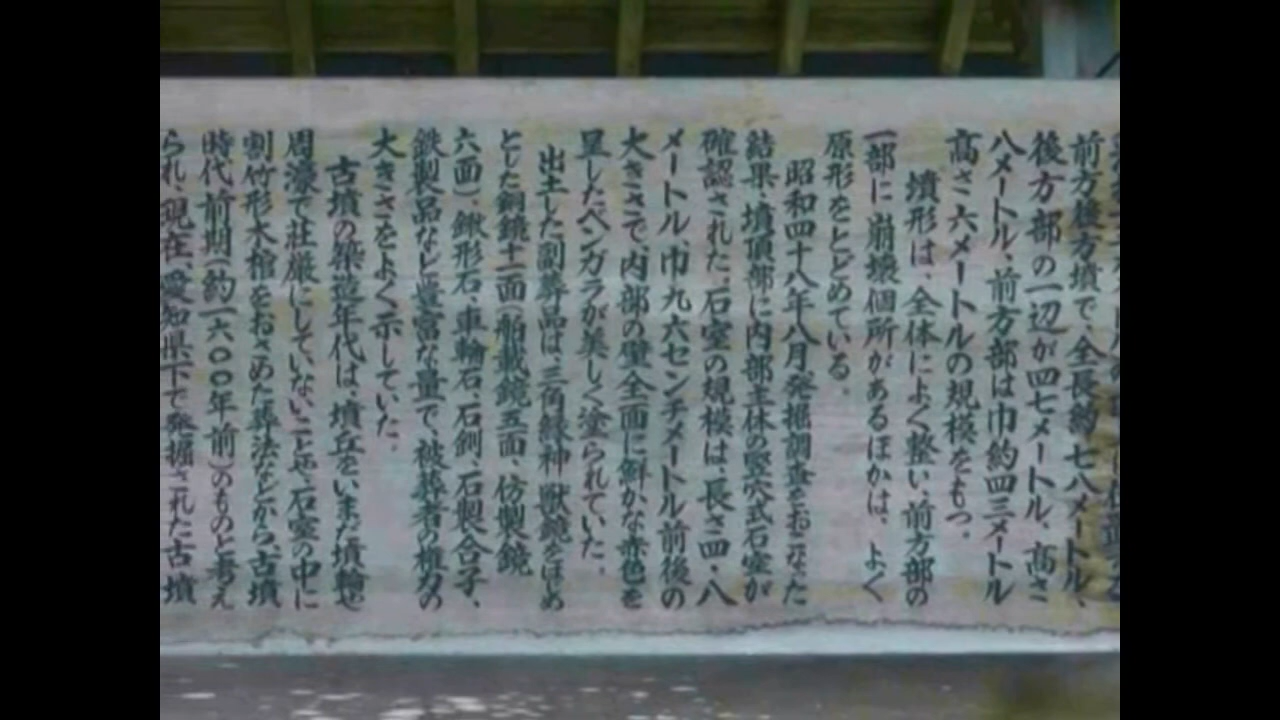 前方後方墳で、全長約七八メートル、
後方部の一辺が四七メートル、高さ
八メートル、前方部は巾約四三メートル
高さ六メートルの規模をもつ。
墳形は、全体によく整い、前方部の
一部に崩壊個所があるほかは、よく
原形をとどめている。
昭和四十八年八月発掘調査をおこなった
結果、墳頂部に内部主体の竪穴式石室が
確認された。石室の規模は、長さ四・八
メートル、巾九六センチメートル前後の
大きさで、内部の壁全面に鮮かな赤色を
呈したベンガラが美しく塗られていた。
出土した副葬品は、三角縁神獣鏡をはじめ
とした銅鏡十一面(舶載鏡五面、仿製鏡
六面)、鍬形石、車輪石、石釧、石製合子、
鉄製品など豊富な量で、被葬者の権力の
大きさをよく示していた。
古墳の築造年代は、墳丘をいまだ墳輪や
周濠で荘厳にしていないことや、石室の中に
割竹形木棺をおさめた葬法などから、古墳
時代前期(約一六〇〇年前)のものと考え
られ、現在、愛知県下で発掘された古墳